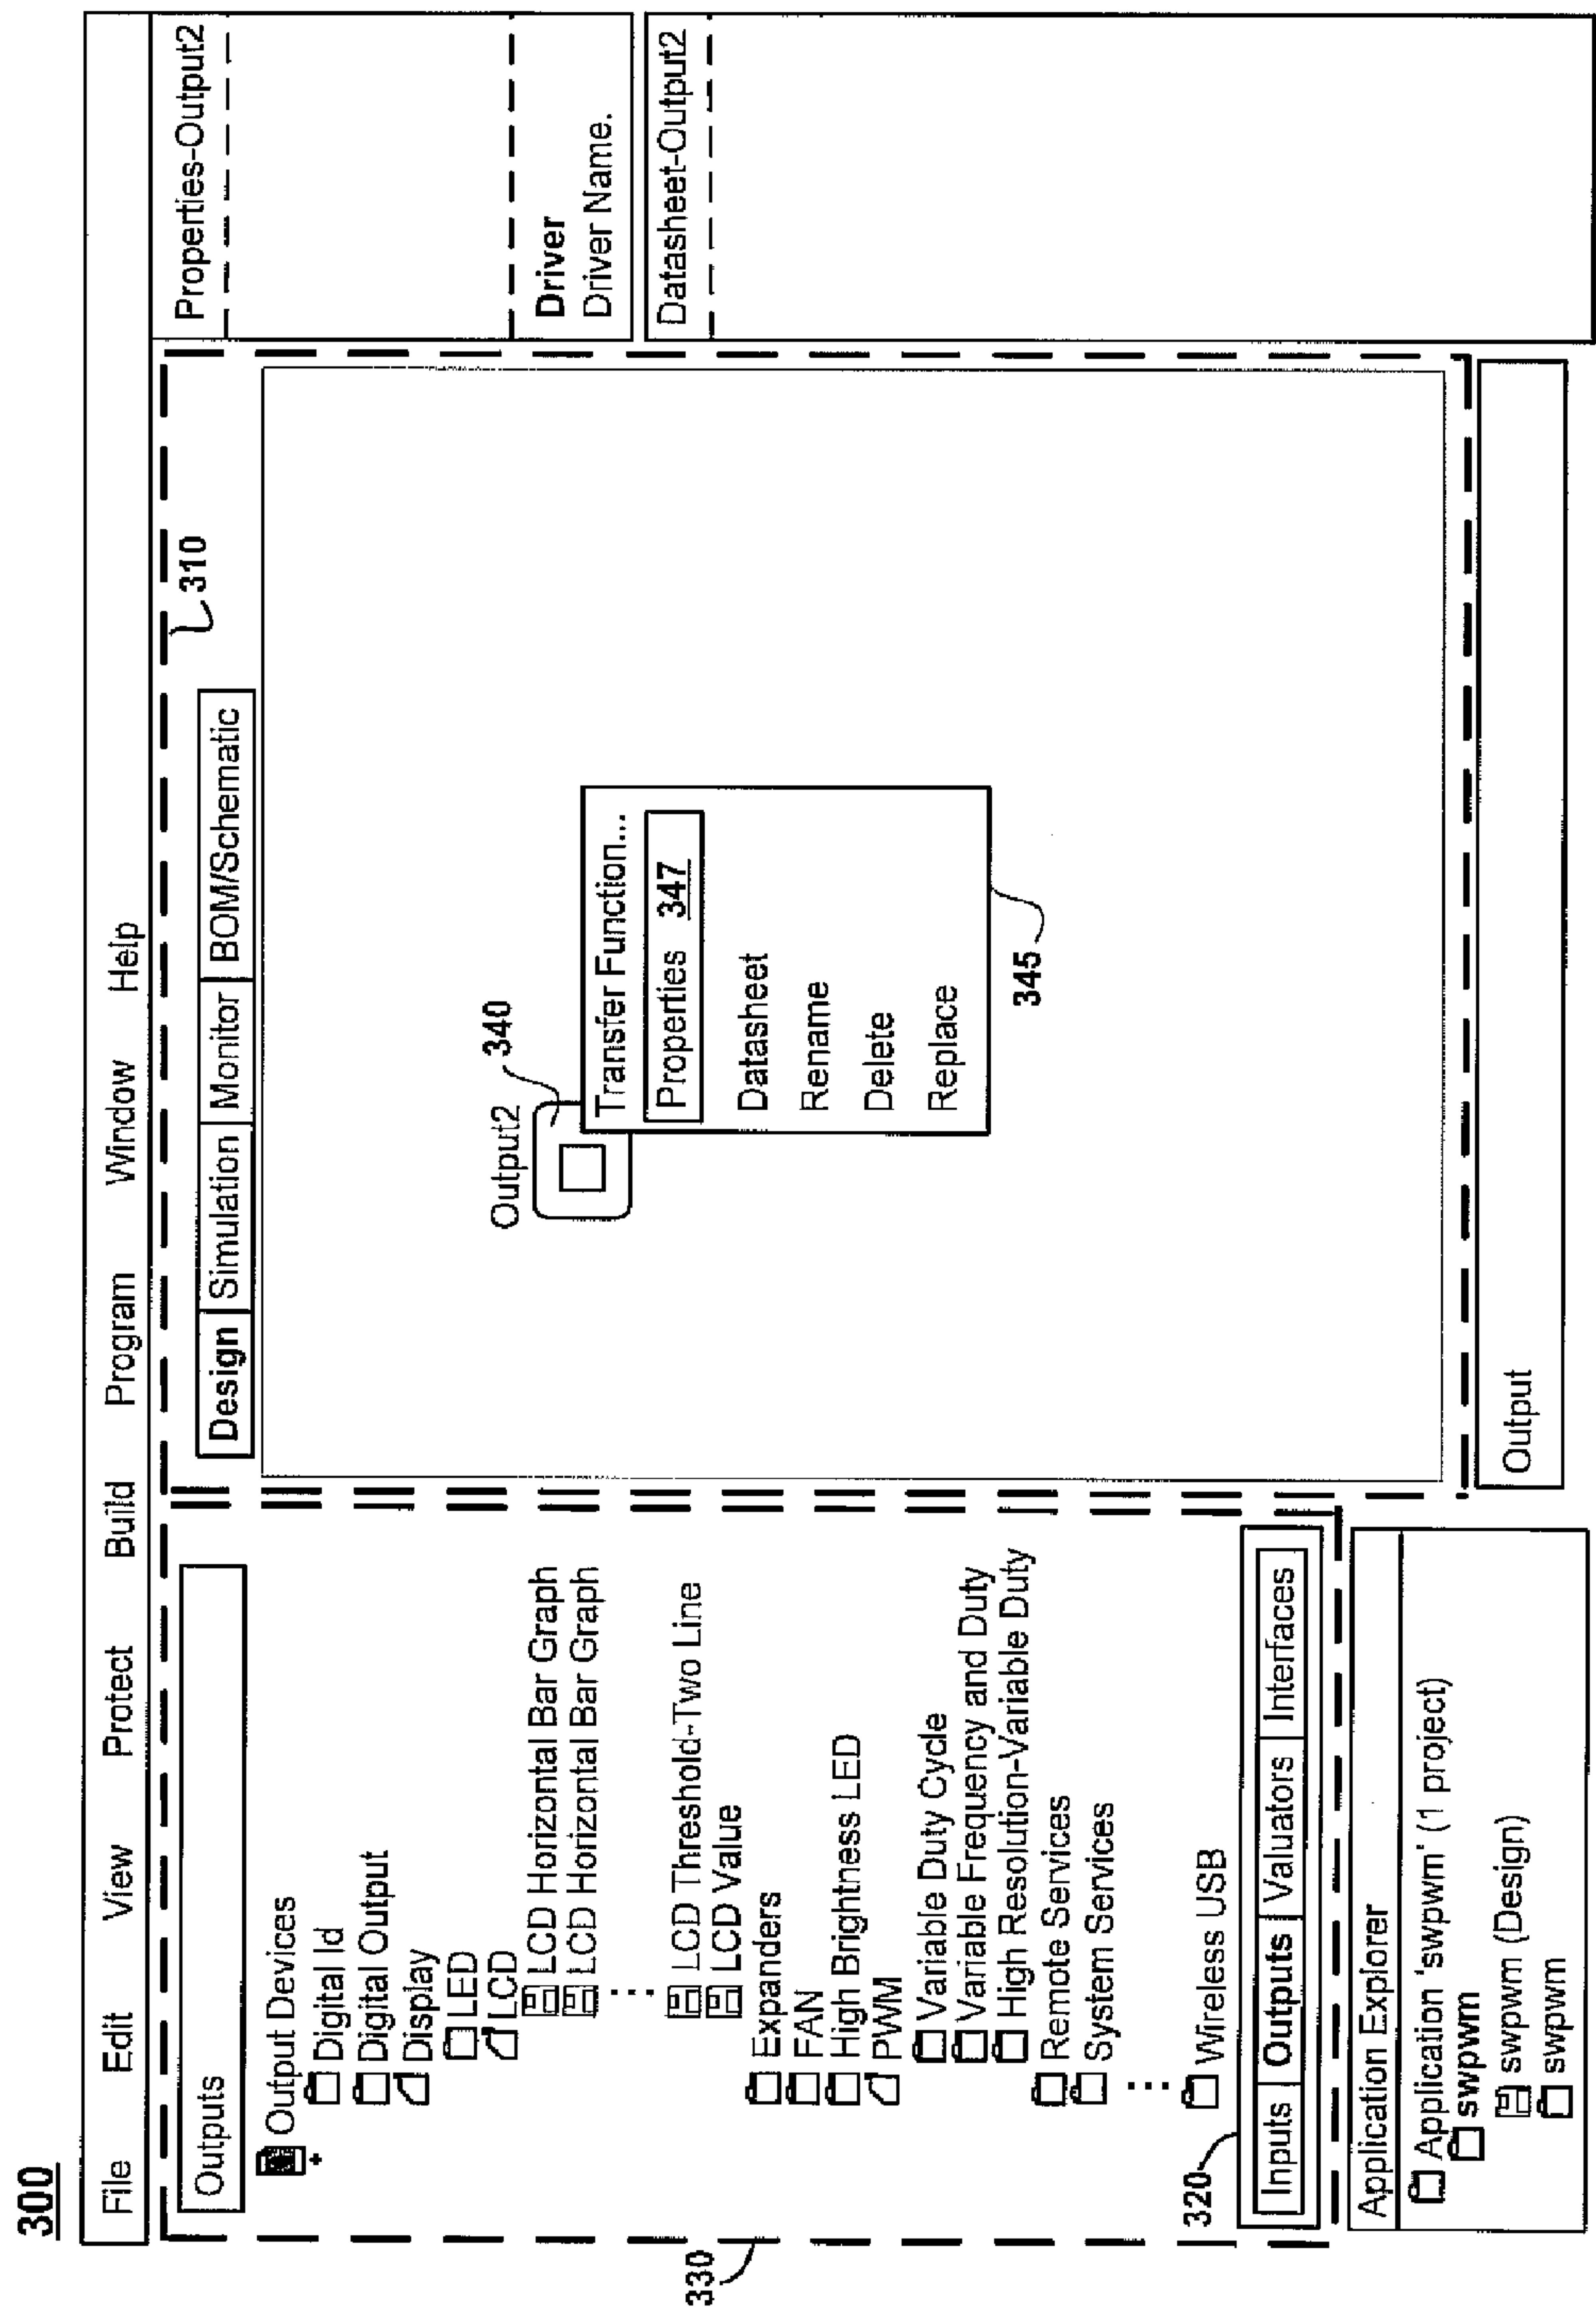 300
File Edit View Protect Build Program Window Help
Outputs
Output Devices
Digital Id
Digital Output
Display
LED
LCD
LCD Horizontal Bar Graph
LCD Horizontal Bar Graph
...
LCD Threshold-Two Line
LCD Value
Expanders
FAN
High Brightness LED
PWM
Variable Duty Cycle
Variable Frequency and Duty
High Resolution-Variable Duty
Remote Services
System Services
...
Wireless USB
320
Inputs Outputs Valuators Interfaces
330
Application Explorer
Application 'swpwm' (1 project)
swpwm
swpwm (Design)
swpwm
310
Design Simulation Monitor BOM/Schematic
Output2
340
Transfer Function...
Properties 347
Datasheet
Rename
Delete
Replace
345
Output
Properties-Output2
Driver
Driver Name.
Datasheet-Output2